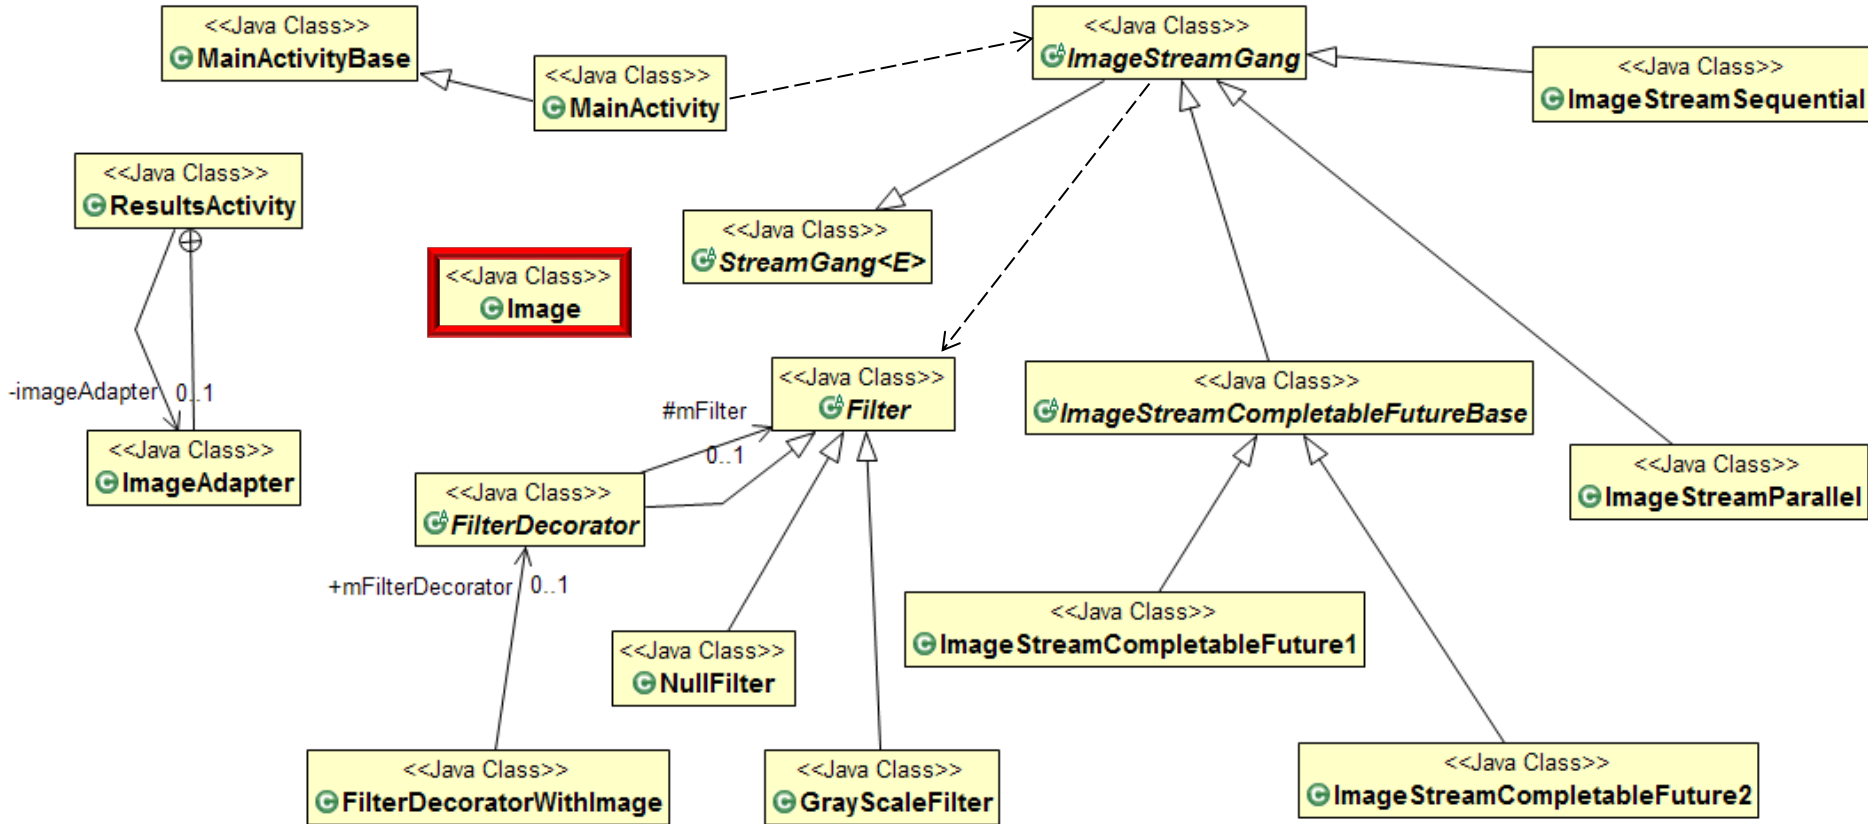 <<Java Class>>
MainActivityBase
<<Java Class>>
MainActivity
<<Java Class>>
ImageStreamGang
<<Java Class>>
ImageStreamSequential
<<Java Class>>
ResultsActivity
<<Java Class>>
StreamGang<E>
<<Java Class>>
Image
-imageAdapter 0..1
<<Java Class>>
ImageAdapter
<<Java Class>>
Filter
#mFilter
0..1
<<Java Class>>
ImageStreamCompletableFutureBase
<<Java Class>>
ImageStreamParallel
<<Java Class>>
FilterDecorator
+mFilterDecorator 0..1
<<Java Class>>
NullFilter
<<Java Class>>
ImageStreamCompletableFuture1
<<Java Class>>
FilterDecoratorWithImage
<<Java Class>>
GrayScaleFilter
<<Java Class>>
ImageStreamCompletableFuture2